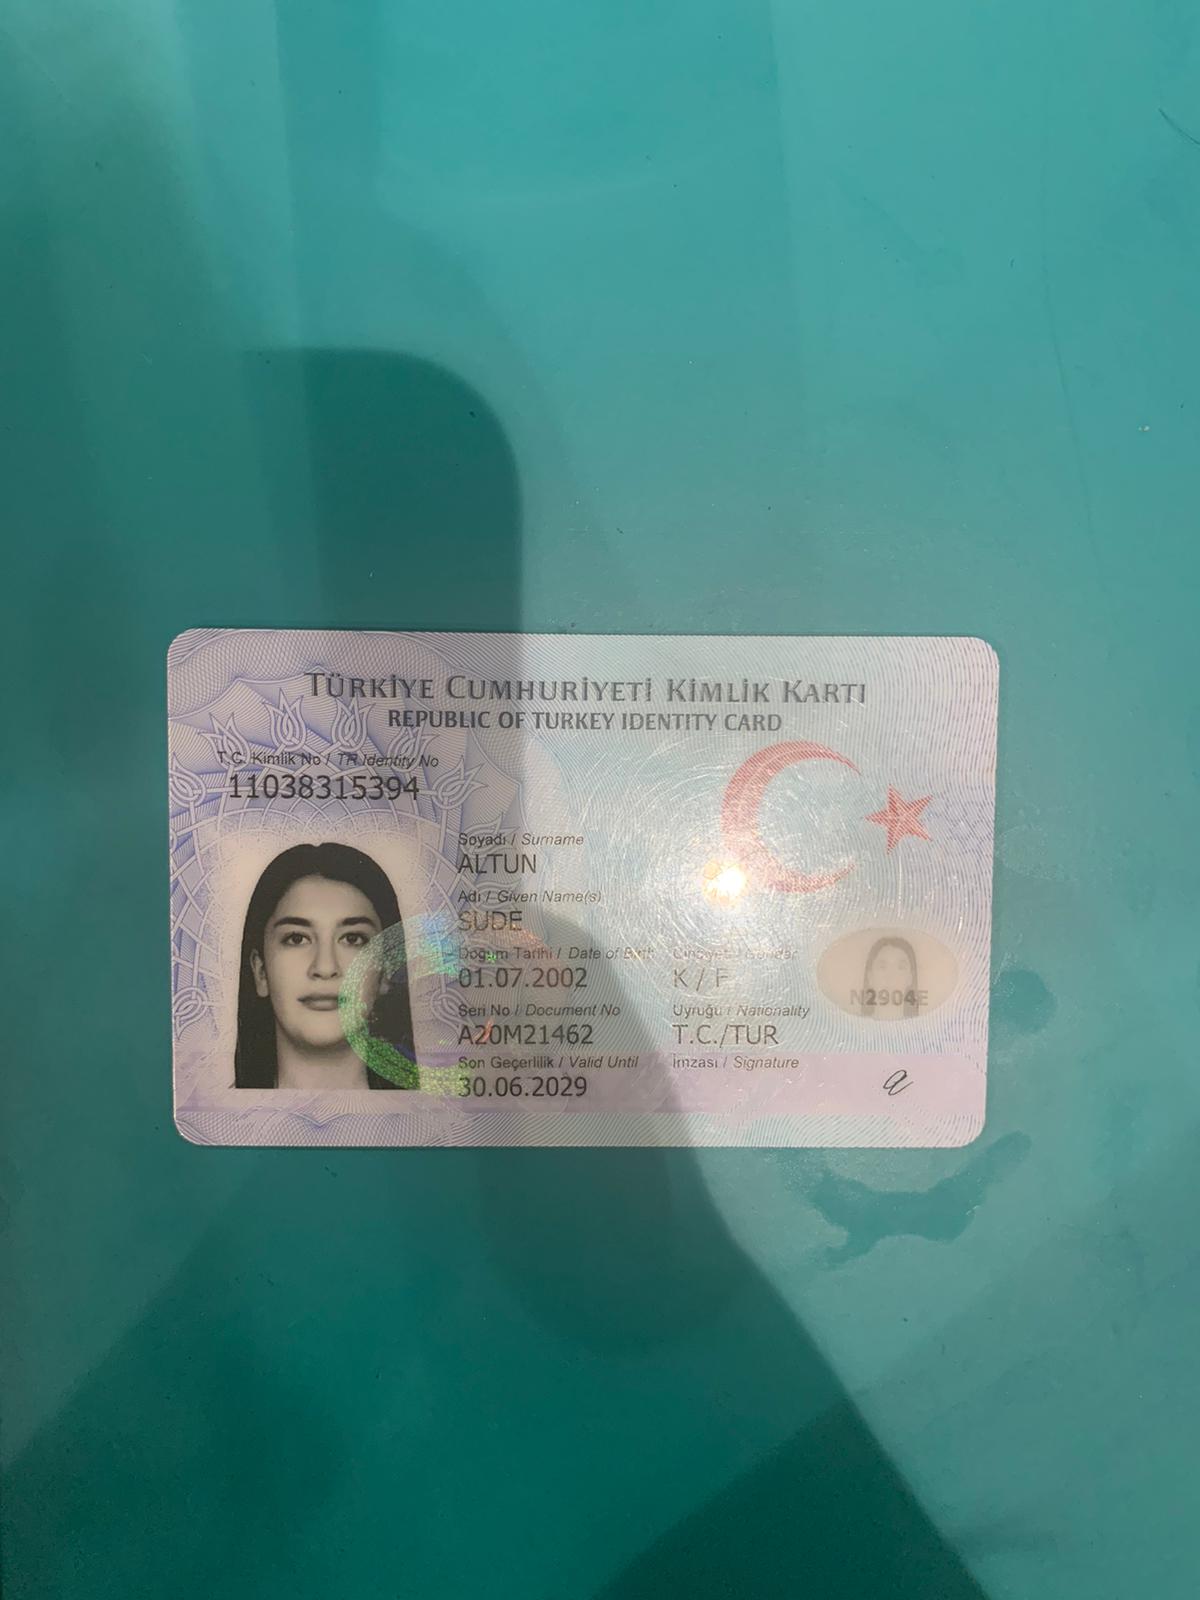 TÜRKİYE CUMHURİYETİ KİMLİK KARTI
REPUBLIC OF TURKEY IDENTITY CARD
T.C. Kimlik No / TR Identity No
11038315394
Soyadı / Surname
ALTUN
Adı / Given Name(s)
SUDE
Doğum Tarihi / Date of Birth
Cinsiyeti / Gender
01.07.2002
K / F
N2904E
Seri No / Document No
Uyruğu / Nationality
A20M21462
T.C./TUR
Son Geçerlilik / Valid Until
İmzası / Signature
30.06.2029